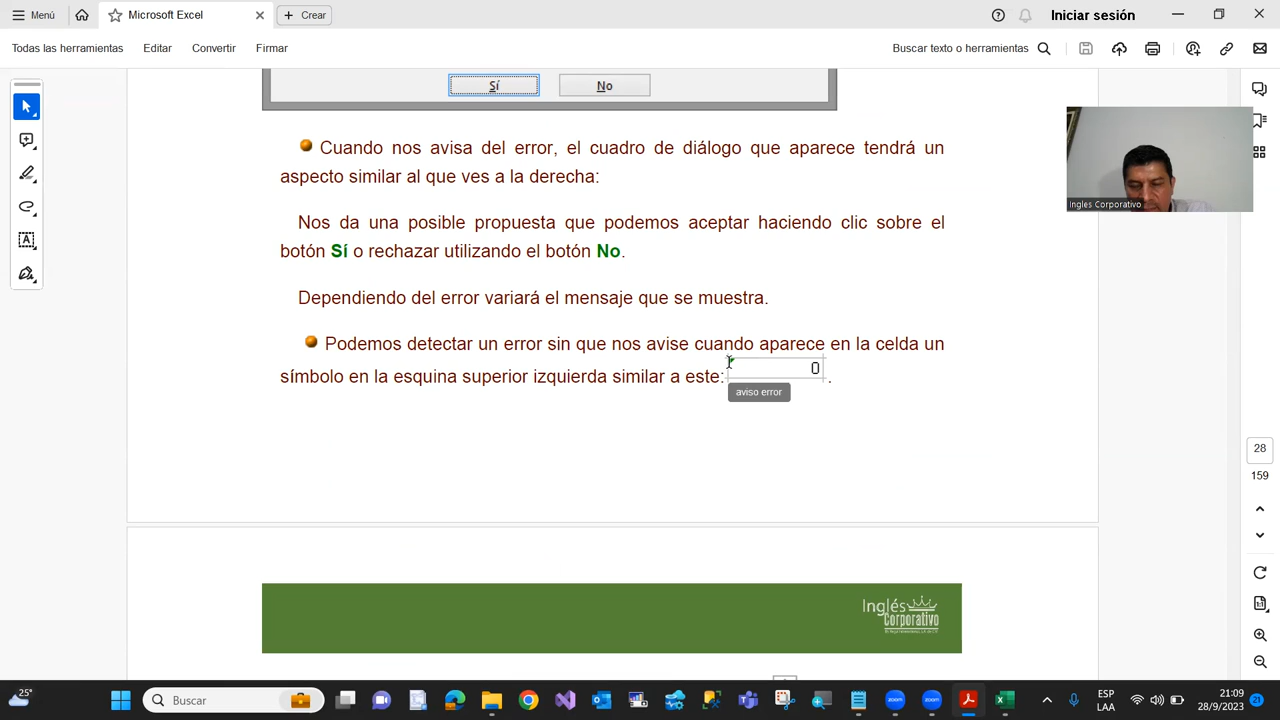 Menú
Microsoft Excel
Crear
Iniciar sesión
Todas las herramientas
Editar
Convertir
Firmar
Buscar texto o herramientas
Sí
No
Cuando nos avisa del error, el cuadro de diálogo que aparece tendrá un
aspecto similar al que ves a la derecha:
Ingles Corporativo
Nos da una posible propuesta que podemos aceptar haciendo clic sobre el
botón Sí o rechazar utilizando el botón No.
Dependiendo del error variará el mensaje que se muestra.
Podemos detectar un error sin que nos avise cuando aparece en la celda un
símbolo en la esquina superior izquierda similar a este: 0 .
aviso error
28
159
Inglés
Corporativo
25°
Buscar
ESP
LAA
21:09
28/9/2023